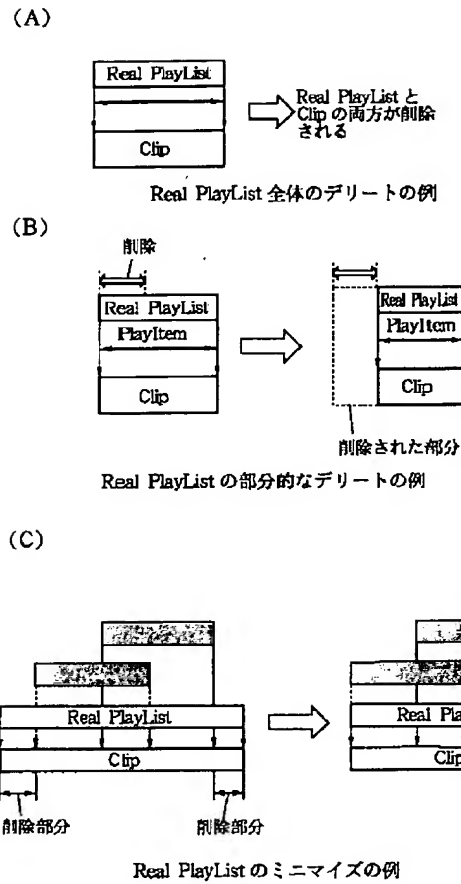 (A)
Real PlayList
Clip
Real PlayList と
Clip の両方が削除
される
Real PlayList 全体のデリートの例
(B)
削除
Real PlayList
PlayItem
Clip
Real PlayList
PlayItem
Clip
削除された部分
Real PlayList の部分的なデリートの例
(C)
Real PlayList
Clip
削除部分
削除部分
Real Pla
Clip
Real PlayList のミニマイズの例